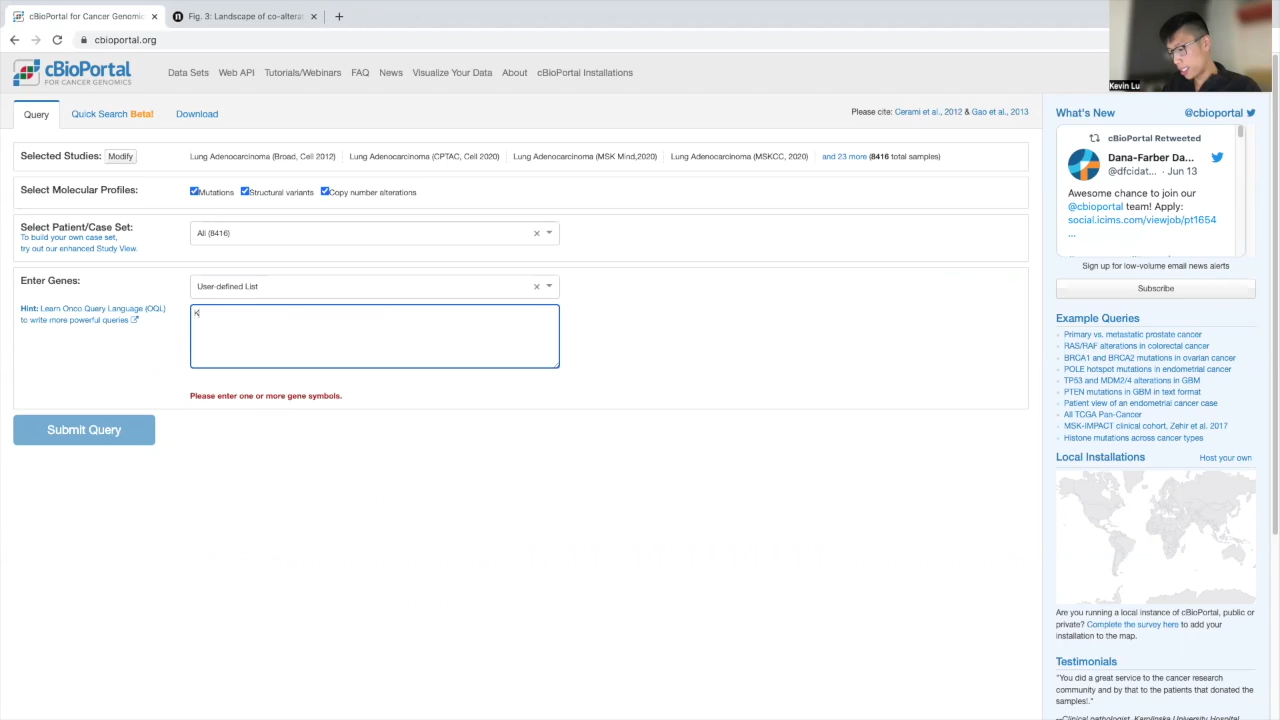 cBioPortal for Cancer Genomic
Fig. 3: Landscape of co-alteras
cbioportal.org
Kevin Lu
cBioPortal
FOR CANCER GENOMICS
Data Sets Web API Tutorials/Webinars FAQ News Visualize Your Data About cBioPortal Installations
Query Quick Search Beta! Download
Please cite: Cerami et al., 2012 & Gao et al., 2013
Selected Studies: Modify
Lung Adenocarcinoma (Broad, Cell 2012) Lung Adenocarcinoma (CPTAC, Cell 2020) Lung Adenocarcinoma (MSK Mind,2020) Lung Adenocarcinoma (MSKCC, 2020) and 23 more (8416 total samples)
Select Molecular Profiles:
Mutations Structural variants Copy number alterations
Select Patient/Case Set:
To build your own case set,
try out our enhanced Study View.
All (8416)
Enter Genes:
User-defined List
Hint: Learn Onco Query Language (OQL)
to write more powerful queries
K
Please enter one or more gene symbols.
Submit Query
What's New @cbioportal
cBioPortal Retweeted
Dana-Farber Da...
@dfcidat... · Jun 13
Awesome chance to join our
@cbioportal team! Apply:
social.icims.com/viewjob/pt1654
...
Sign up for low-volume email news alerts
Subscribe
Example Queries
Primary vs. metastatic prostate cancer
RAS/RAF alterations in colorectal cancer
BRCA1 and BRCA2 mutations in ovarian cancer
POLE hotspot mutations in endometrial cancer
TP53 and MDM2/4 alterations in GBM
PTEN mutations in GBM in text format
Patient view of an endometrial cancer case
All TCGA Pan-Cancer
MSK-IMPACT clinical cohort, Zehir et al. 2017
Histone mutations across cancer types
Local Installations Host your own
Are you running a local instance of cBioPortal, public or
private? Complete the survey here to add your
installation to the map.
Testimonials
"You did a great service to the cancer research
community and by that to the patients that donated the
samples!."
--Clinical pathologist, Karolinska University Hospital,